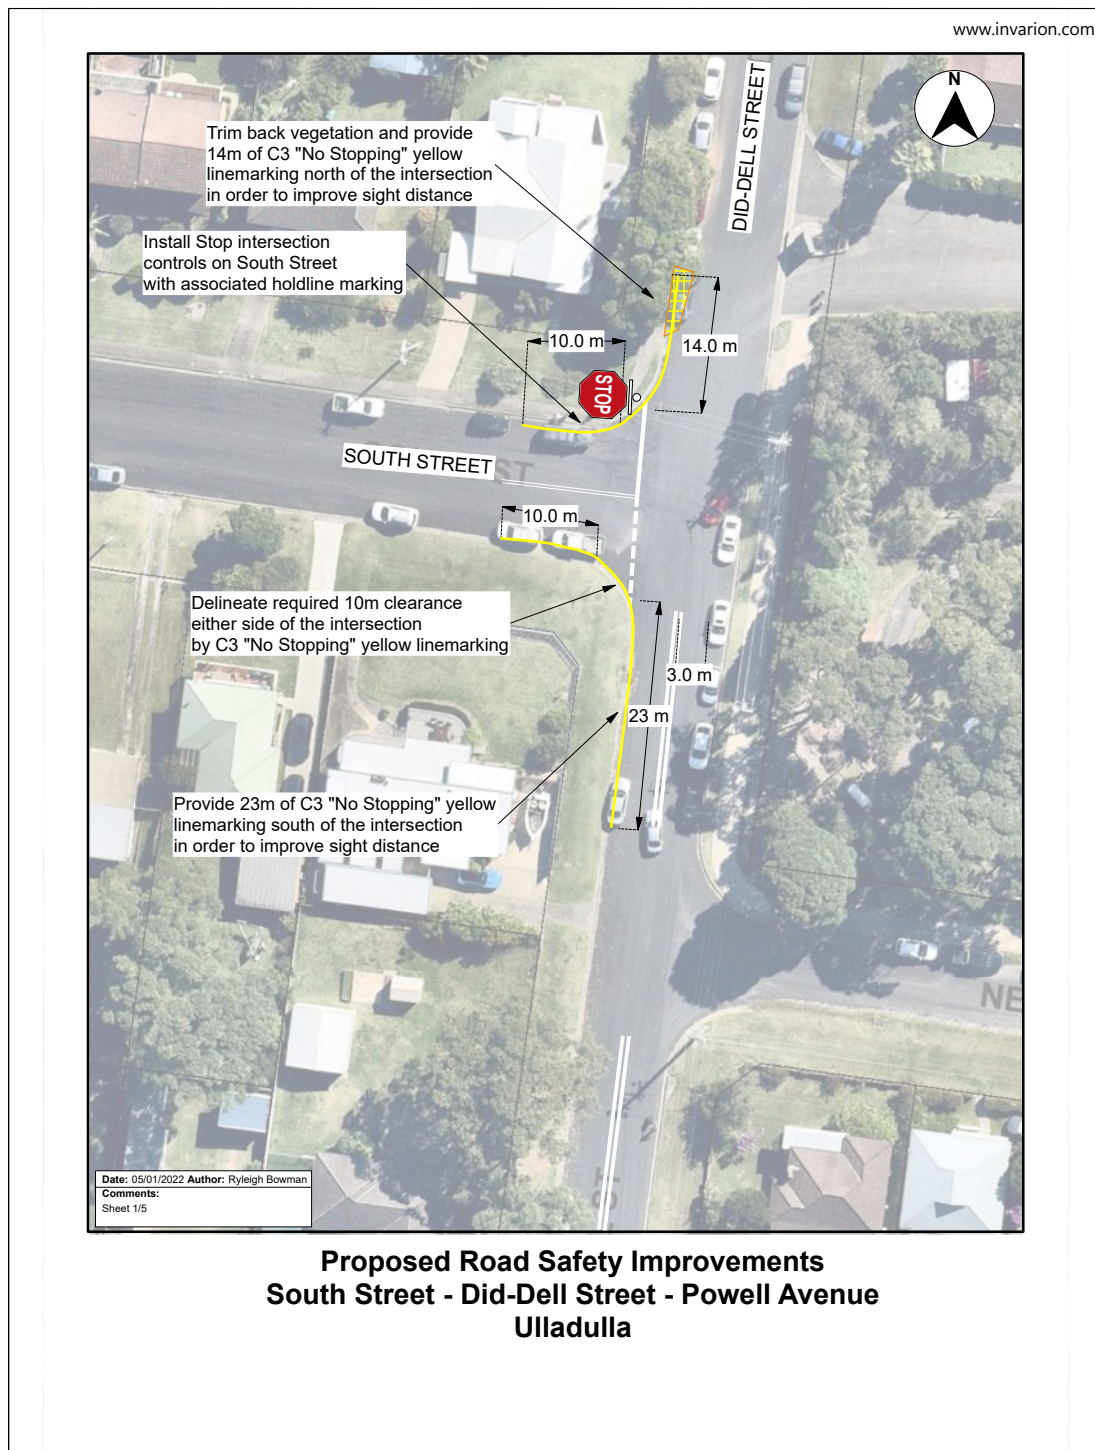 www.invarion.com
N
DID-DELL STREET
Trim back vegetation and provide
14m of C3 "No Stopping" yellow
linemarking north of the intersection
in order to improve sight distance
Install Stop intersection
controls on South Street
with associated holdline marking
10.0 m
14.0 m
STOP
SOUTH STREET
ST
10.0 m
Delineate required 10m clearance
either side of the intersection
by C3 "No Stopping" yellow linemarking
3.0 m
23 m
Provide 23m of C3 "No Stopping" yellow
linemarking south of the intersection
in order to improve sight distance
NE
Date: 05/01/2022 Author: Ryleigh Bowman
Comments:
Sheet 1/5
Proposed Road Safety Improvements
South Street - Did-Dell Street - Powell Avenue
Ulladulla